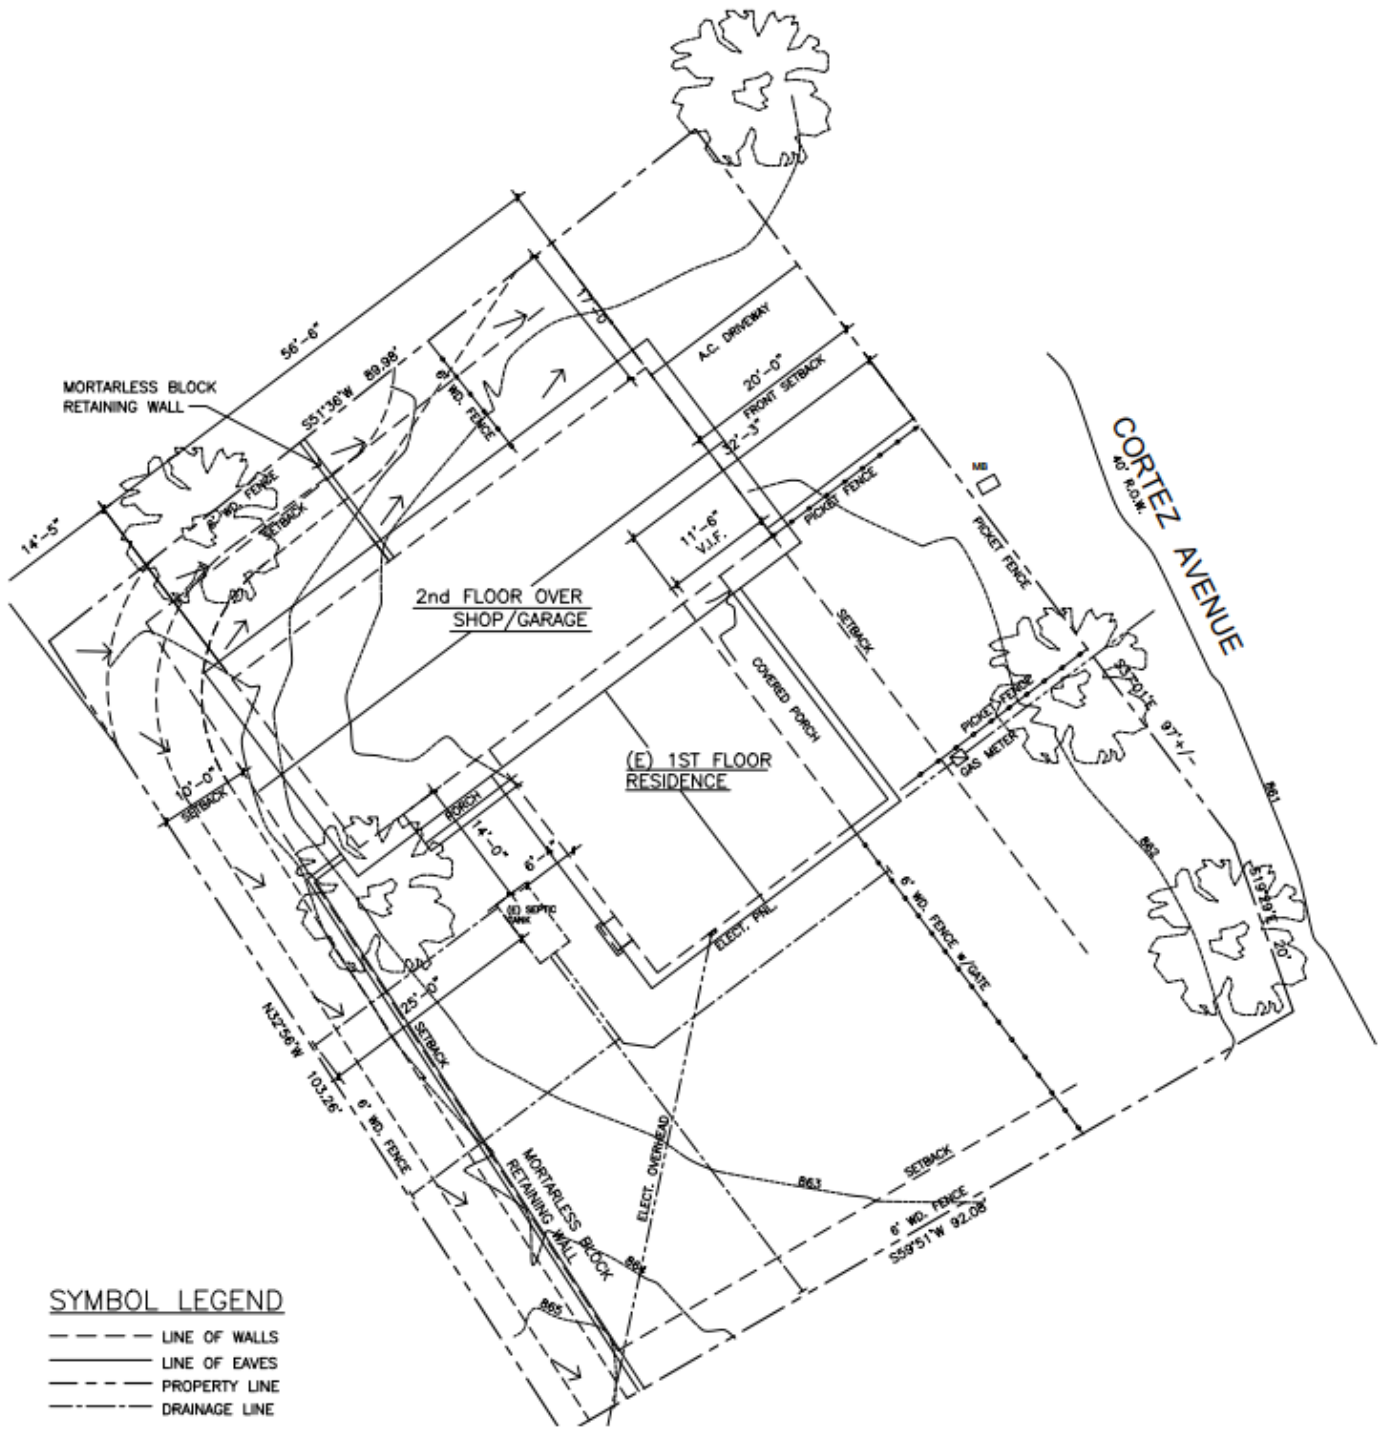 56'-6"
17'-0"
A.C. DRIVEWAY
20'-0"
FRONT SETBACK
MORTARLESS BLOCK
RETAINING WALL
S51°36'W 89.98'
6' WD. FENCE
CORTEZ AVENUE
40' R.O.W.
MB
PICKET FENCE
PICKET FENCE
14'-5"
6' WD. FENCE
SETBACK
11'-6"
V.I.F.
2nd FLOOR OVER
SHOP/GARAGE
SETBACK
COVERED PORCH
S37°01'E 97'+/-
PICKET FENCE
GAS METER
(E) 1ST FLOOR
RESIDENCE
10'-0"
SETBACK
PORCH
14'-0"
861
862
(E) SEPTIC
TANK
ELECT. PNL.
6' WD. FENCE w/GATE
S19°29'E 20'
25'-0"
SETBACK
N32°56'W 103.26'
6' WD. FENCE
MORTARLESS BLOCK
RETAINING WALL
ELECT. OVERHEAD
863
SETBACK
6' WD. FENCE
S59°51'W 92.08'
864
865
SYMBOL LEGEND
LINE OF WALLS
LINE OF EAVES
PROPERTY LINE
DRAINAGE LINE